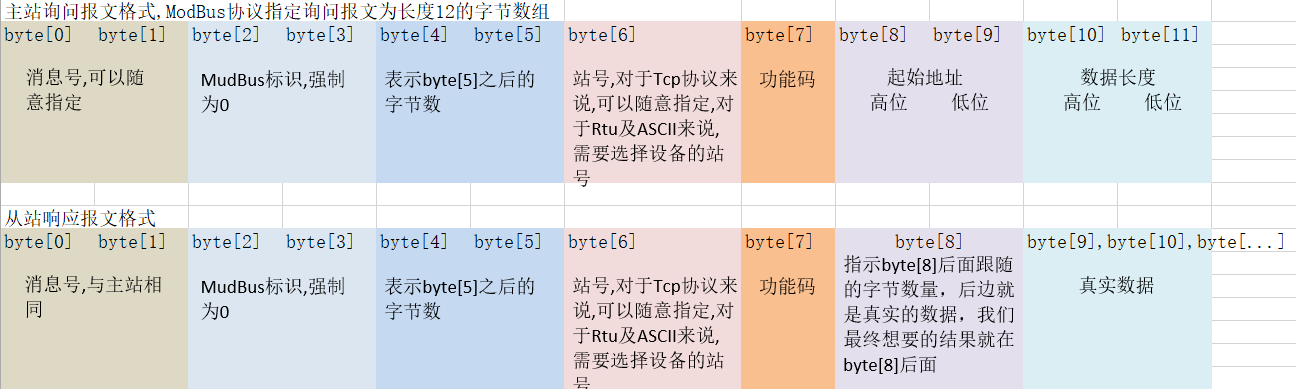 主站询问报文格式,ModBus协议指定询问报文为长度12的字节数组
byte[0] byte[1] byte[2] byte[3] byte[4] byte[5] byte[6] byte[7] byte[8] byte[9] byte[10] byte[11]
消息号,可以随
意指定
MudBus标识,强制
为0
表示byte[5]之后的
字节数
站号,对于Tcp协议来
说,可以随意指定,对
于Rtu及ASCII来说,
需要选择设备的站
号
功能码
起始地址
高位 低位
数据长度
高位 低位
从站响应报文格式
byte[0] byte[1] byte[2] byte[3] byte[4] byte[5] byte[6] byte[7] byte[8] byte[9],byte[10],byte[...]
消息号,与主站相
同
MudBus标识,强制
为0
表示byte[5]之后的
字节数
站号,对于Tcp协议来
说,可以随意指定,对
于Rtu及ASCII来说,
需要选择设备的站
号
功能码
指示byte[8]后面跟随
的字节数量，后边就
是真实的数据，我们
最终想要的结果就在
byte[8]后面
真实数据